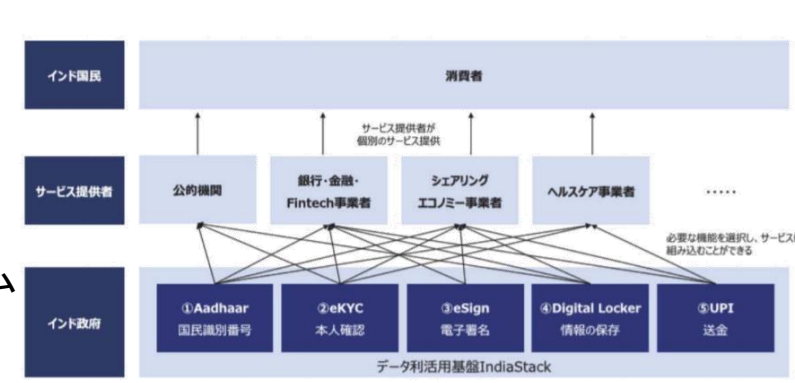 インド国民
消費者
サービス提供者が
個別のサービス提供
サービス提供者
公的機関
銀行・金融・
Fintech事業者
シェアリング
エコノミー事業者
ヘルスケア事業者
.....
必要な機能を選択し、サービスに
組み込むことができる
ム
インド政府
①Aadhaar
国民識別番号
②eKYC
本人確認
③eSign
電子署名
④Digital Locker
情報の保存
⑤UPI
送金
データ利活用基盤IndiaStack